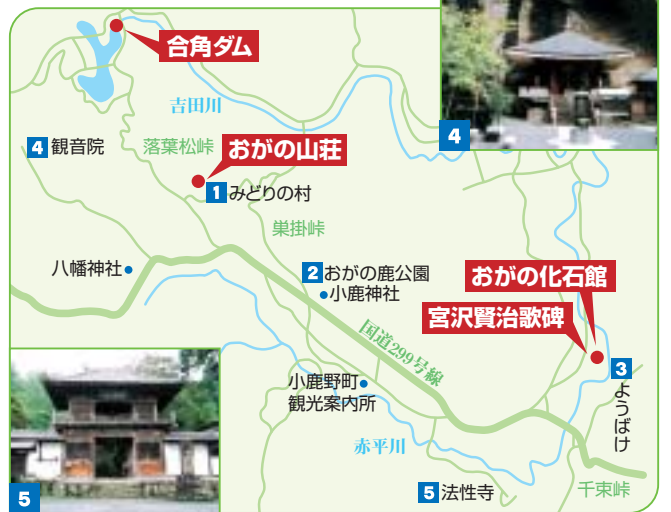 合角ダム
吉田川
4
4 観音院
落葉松峠
おがの山荘
1 みどりの村
巣掛峠
八幡神社
2 おがの鹿公園
小鹿神社
おがの化石館
宮沢賢治歌碑
国道299号線
3 ようばけ
小鹿野町
観光案内所
赤平川
5
5 法性寺
千束峠